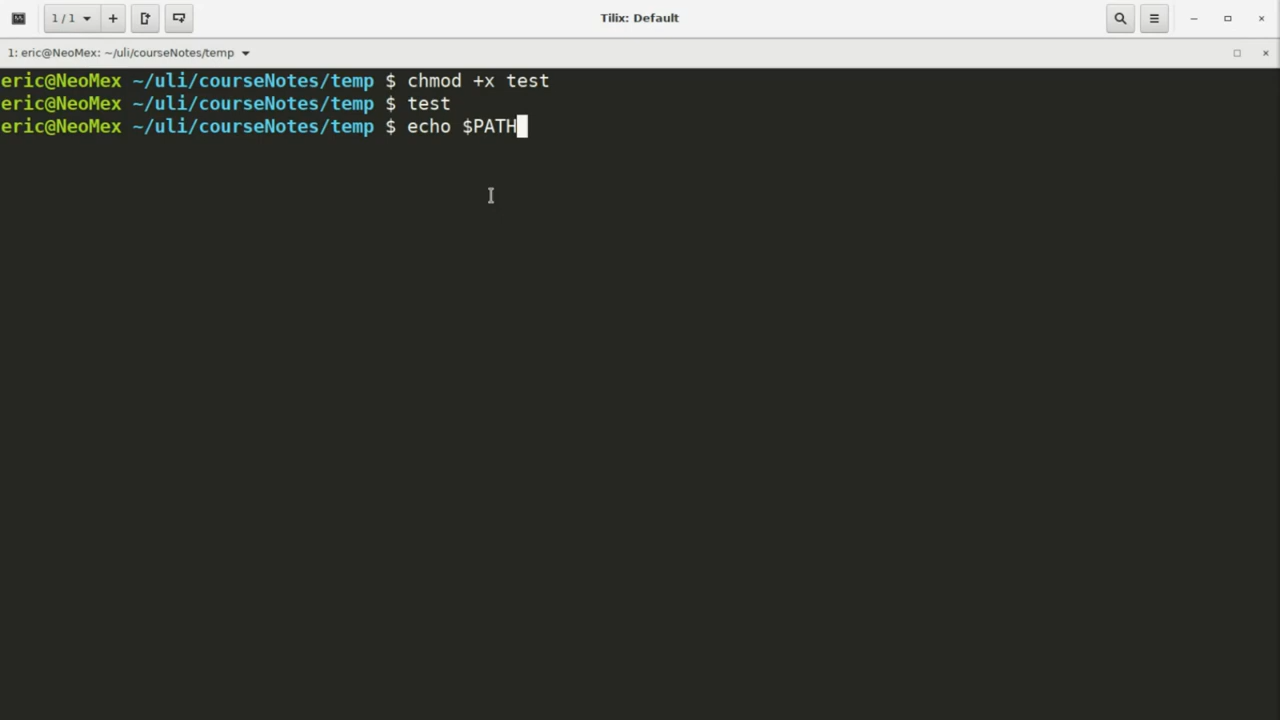 1 / 1
Tilix: Default
1: eric@NeoMex: ~/uli/courseNotes/temp
eric@NeoMex ~/uli/courseNotes/temp $ chmod +x test
eric@NeoMex ~/uli/courseNotes/temp $ test
eric@NeoMex ~/uli/courseNotes/temp $ echo $PATH